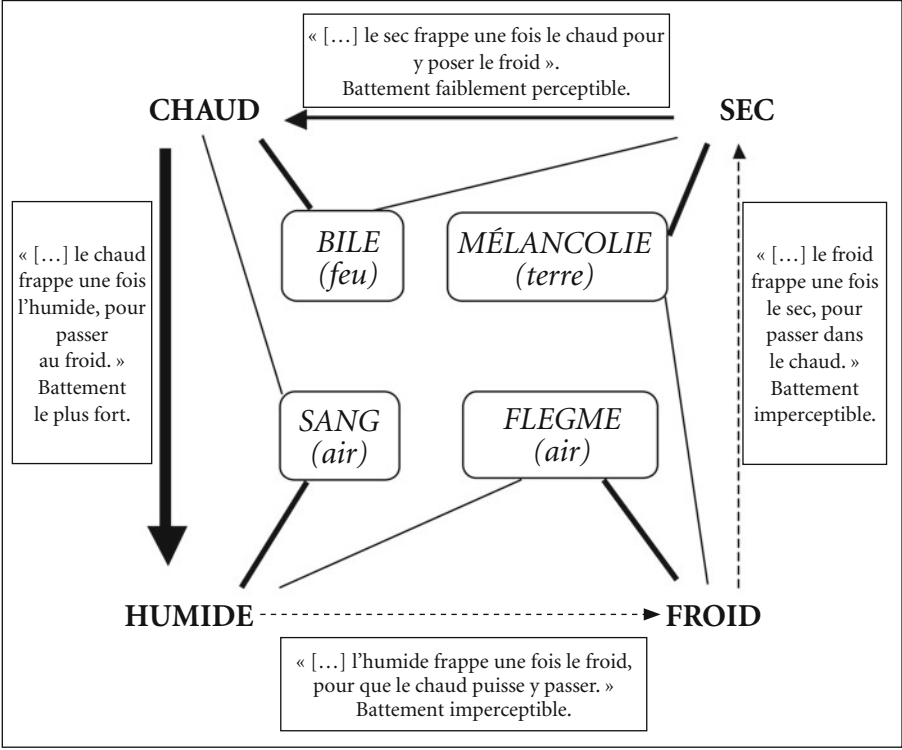 « […] le sec frappe une fois le chaud pour
y poser le froid ».
Battement faiblement perceptible.
CHAUD
SEC
« […] le chaud
frappe une fois
l'humide, pour
passer
au froid. »
Battement
le plus fort.
BILE
(feu)
MÉLANCOLIE
(terre)
« […] le froid
frappe une fois
le sec, pour
passer dans
le chaud. »
Battement
imperceptible.
SANG
(air)
FLEGME
(air)
HUMIDE
FROID
« […] l'humide frappe une fois le froid,
pour que le chaud puisse y passer. »
Battement imperceptible.